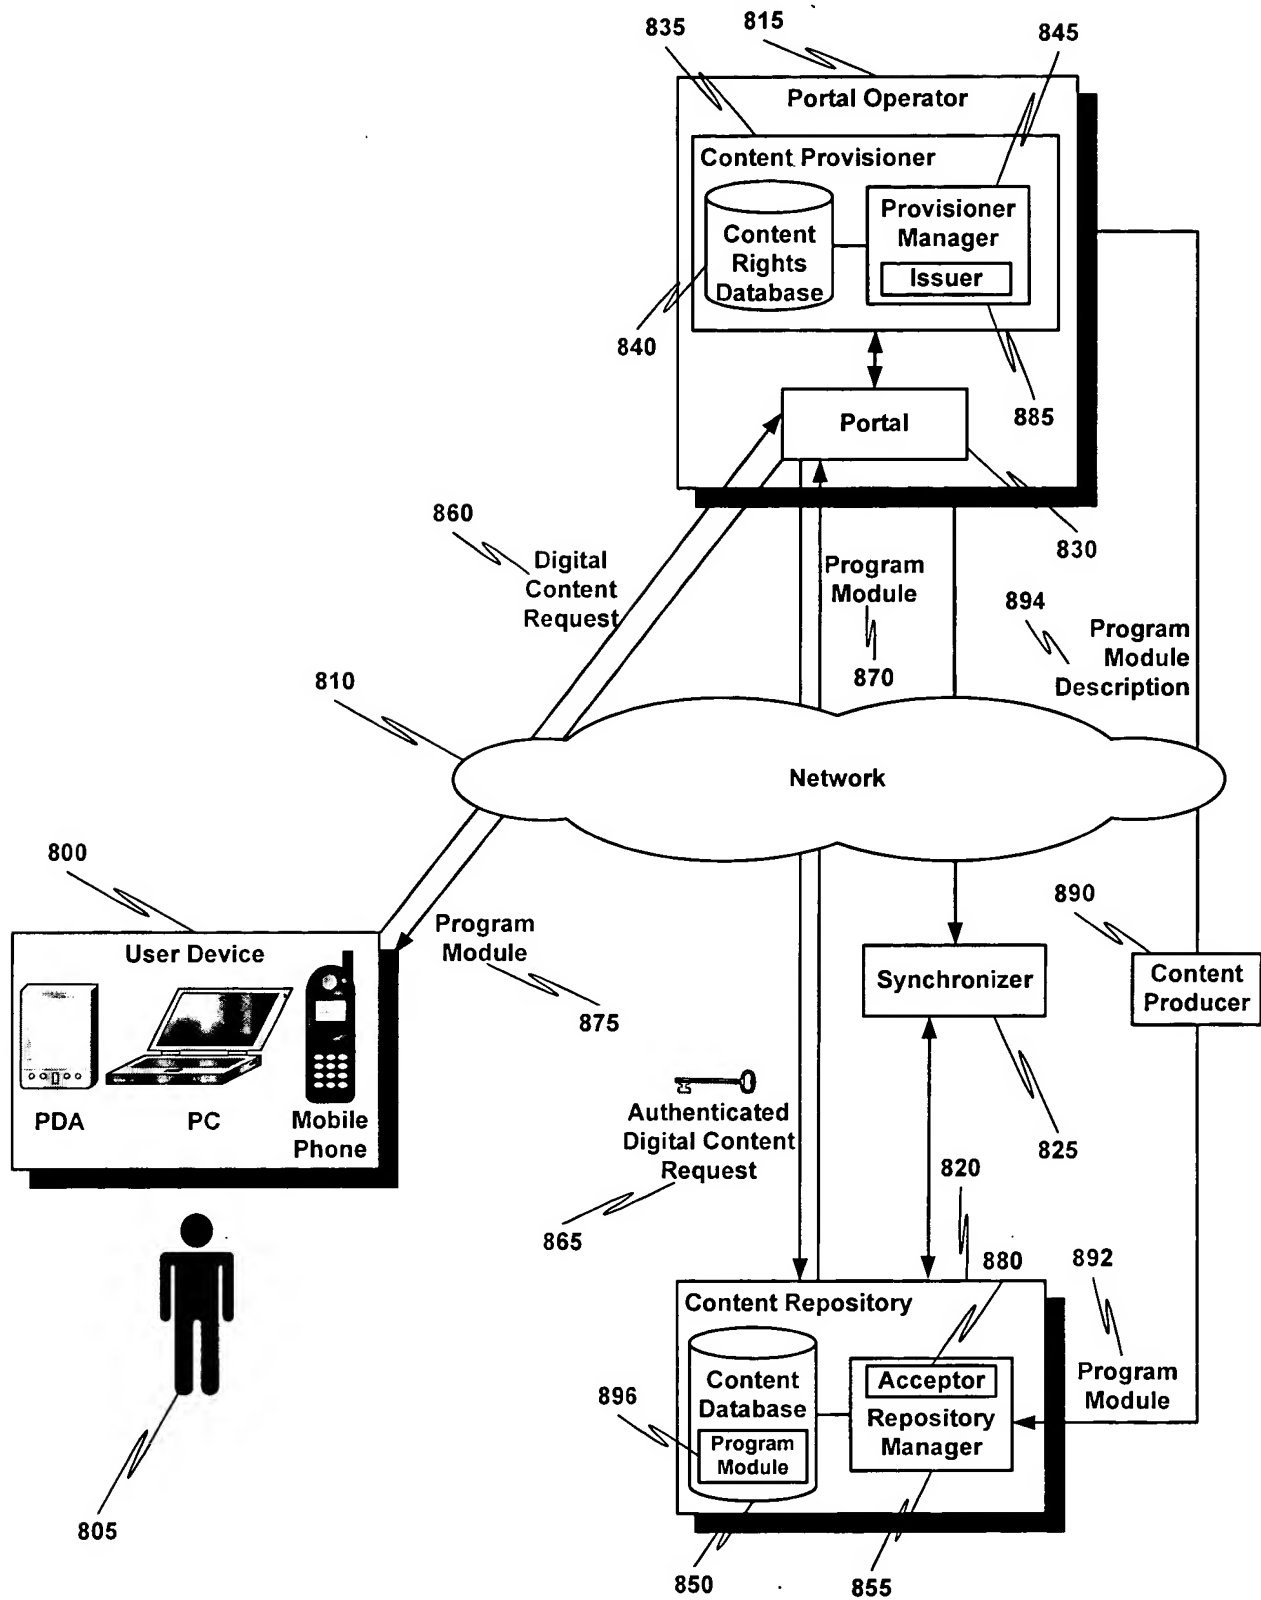 835
815
845
Portal Operator
Content Provisioner
Content
Rights
Database
Provisioner
Manager
Issuer
840
885
Portal
830
860
Digital
Content
Request
Program
Module
870
894
Program
Module
Description
810
Network
800
User Device
PDA
PC
Mobile
Phone
Program
Module
875
Synchronizer
825
890
Content
Producer
Authenticated
Digital Content
Request
865
820
880
892
Program
Module
Content Repository
Content
Database
Program
Module
896
Acceptor
Repository
Manager
805
850
855